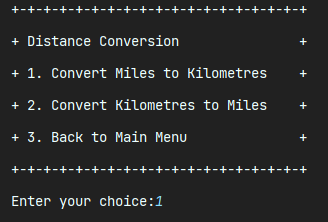 +-+-+-+-+-+-+-+-+-+-+-+-+-+-+-+-+-+-+
+ Distance Conversion               +
+ 1. Convert Miles to Kilometres    +
+ 2. Convert Kilometres to Miles    +
+ 3. Back to Main Menu              +
+-+-+-+-+-+-+-+-+-+-+-+-+-+-+-+-+-+-+
Enter your choice:1